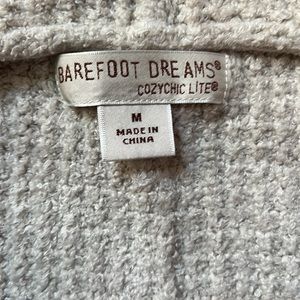 BAREFOOT DREAMS®
COZYCHIC LITE®
M
MADE IN
CHINA